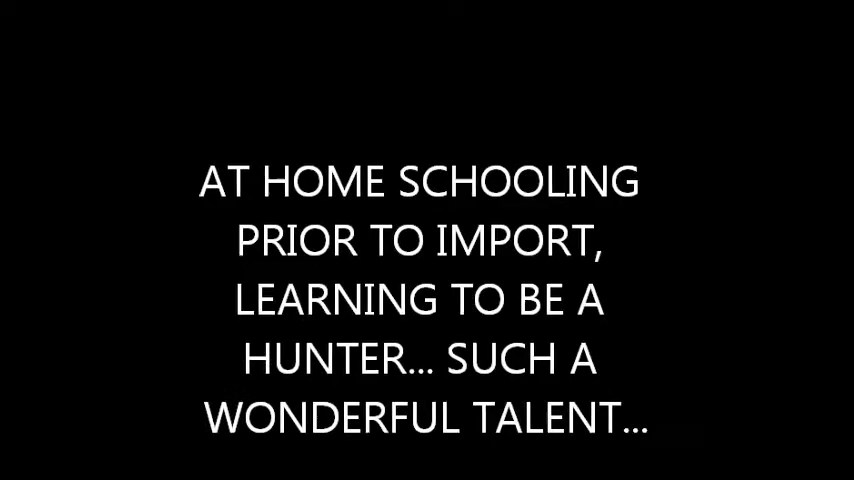 AT HOME SCHOOLING
PRIOR TO IMPORT,
LEARNING TO BE A
HUNTER... SUCH A
WONDERFUL TALENT...